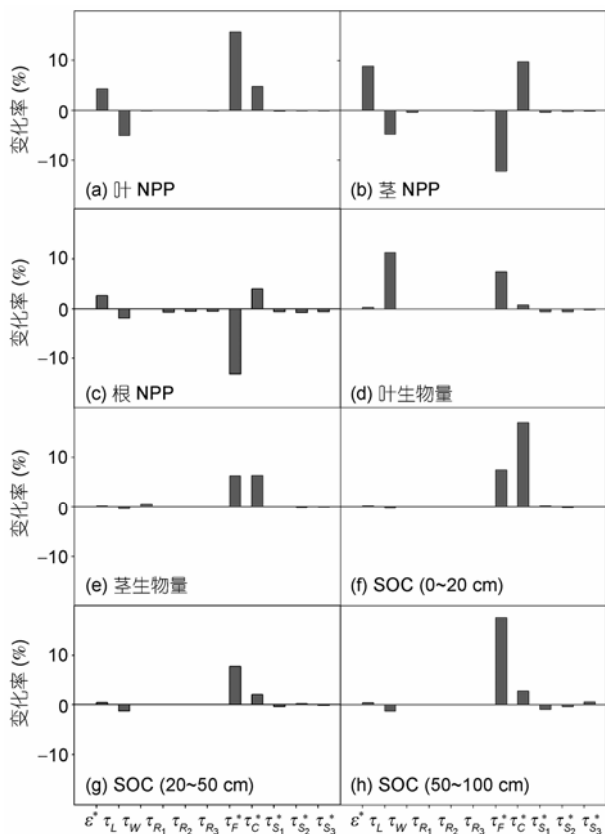 变化率 (%)
10
0
−10
(a) 叶 NPP
(b) 茎 NPP
变化率 (%)
10
0
−10
(c) 根 NPP
(d) 叶生物量
变化率 (%)
10
0
−10
(e) 茎生物量
(f) SOC (0~20 cm)
变化率 (%)
10
0
−10
(g) SOC (20~50 cm)
(h) SOC (50~100 cm)
ε* τL τW τR1 τR2 τR3 τF* τC* τS1* τS2* τS3* ε* τL τW τR1 τR2 τR3 τF* τC* τS1* τS2* τS3*